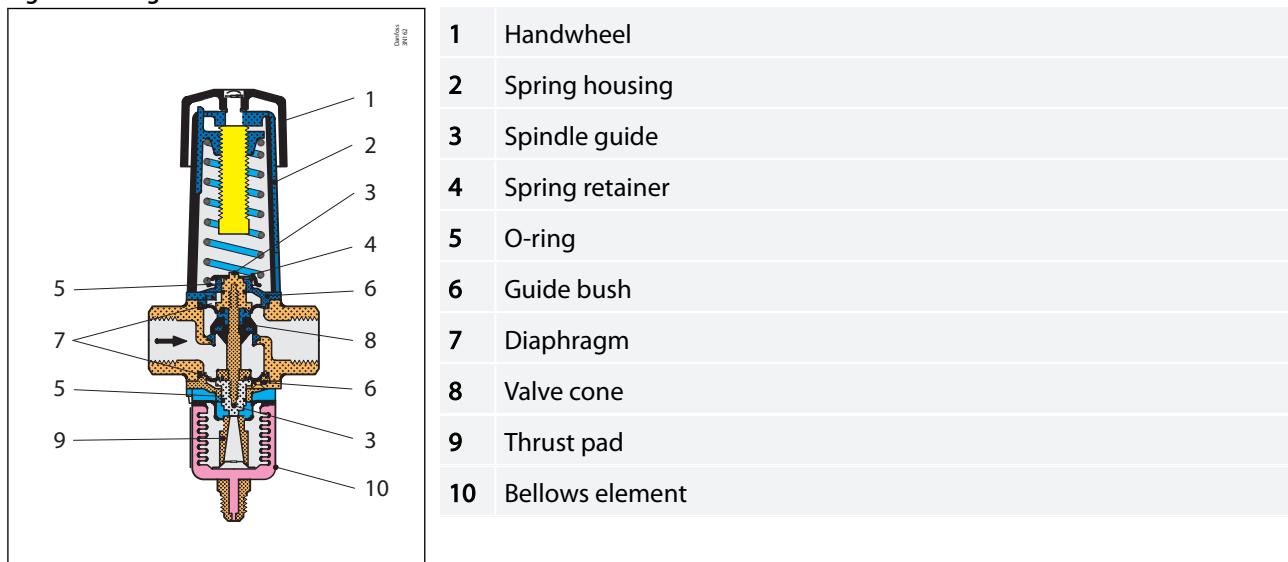 Danfoss
3N162
1
2
3
4
5
6
7
8
5
6
9
3
10
1 Handwheel
2 Spring housing
3 Spindle guide
4 Spring retainer
5 O-ring
6 Guide bush
7 Diaphragm
8 Valve cone
9 Thrust pad
10 Bellows element